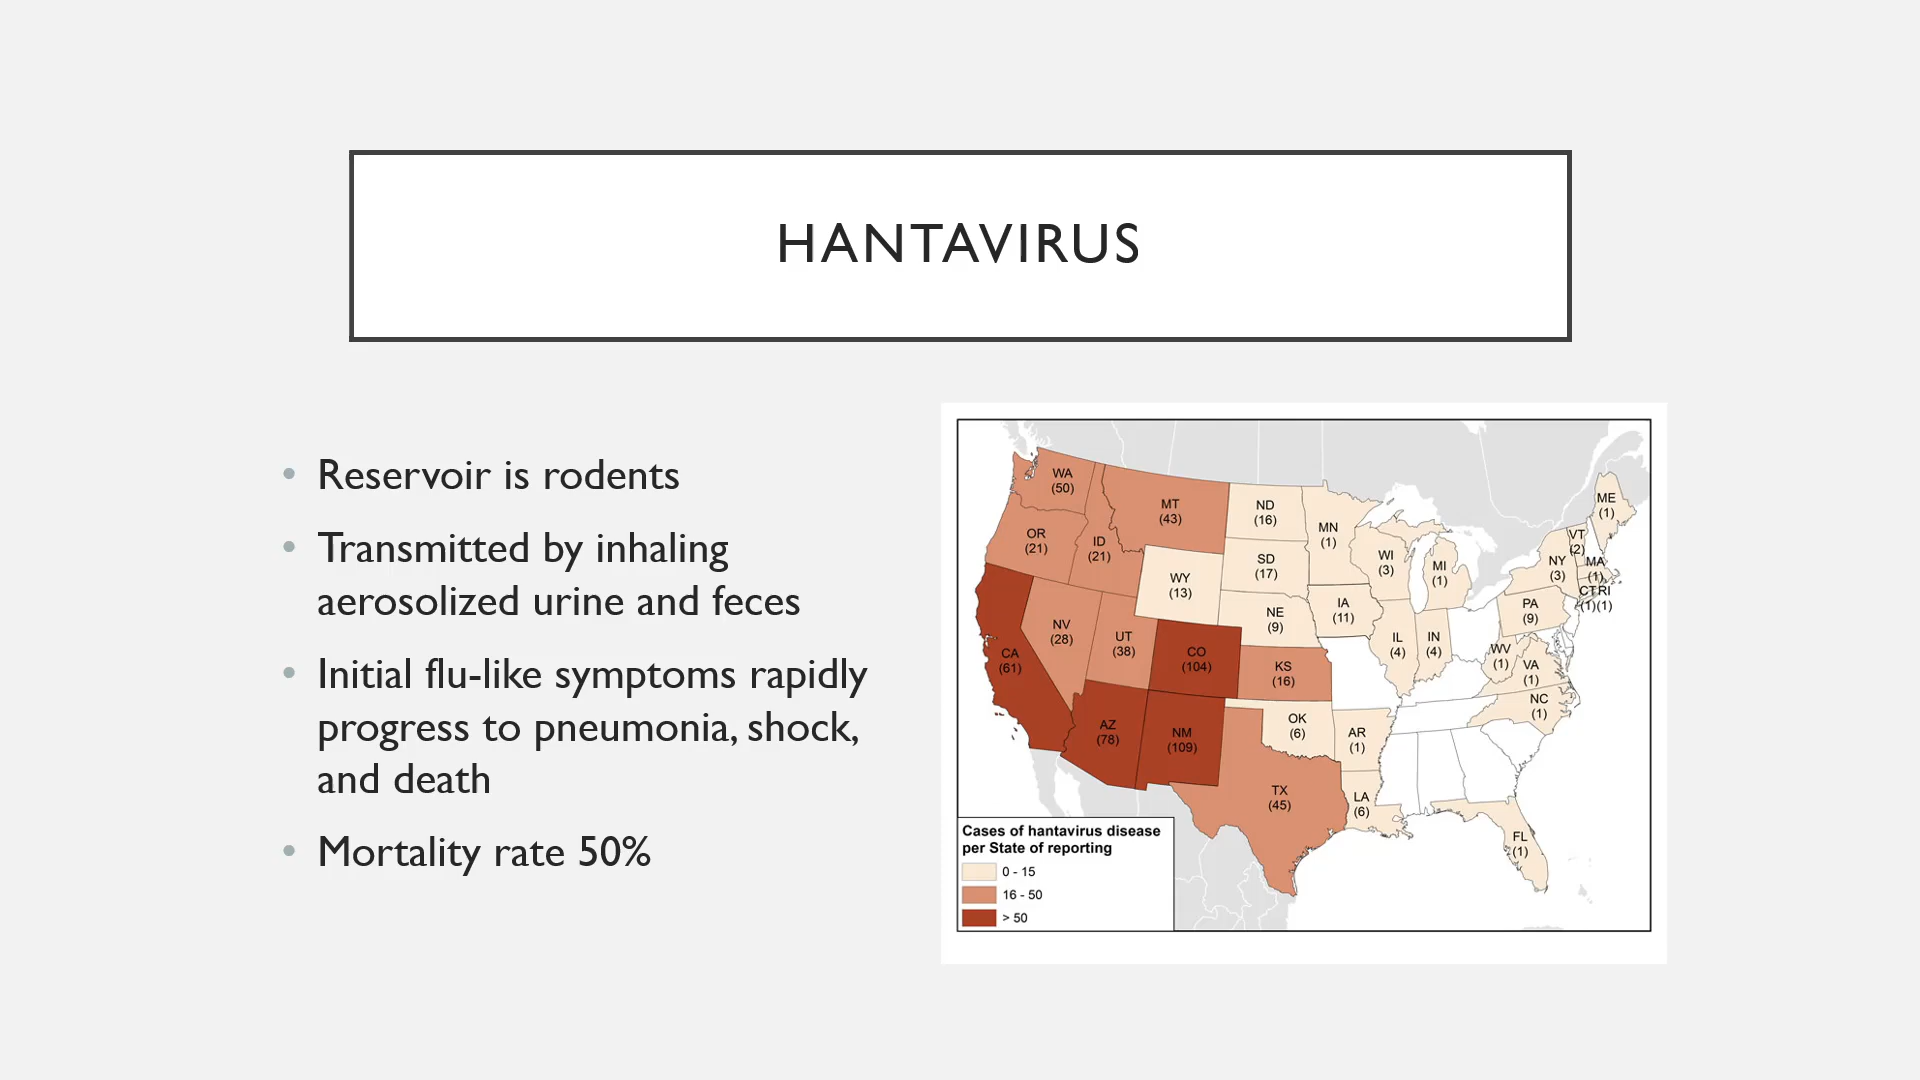 HANTAVIRUS
• Reservoir is rodents
• Transmitted by inhaling
aerosolized urine and feces
• Initial flu-like symptoms rapidly
progress to pneumonia, shock,
and death
• Mortality rate 50%
WA
(50)
MT
(43)
ND
(16)
MN
(1)
ME
(1)
OR
(21)
ID
(21)
SD
(17)
WI
(3)
MI
(1)
NY
(3)
VT
(2)
MA
(1)
CT RI
(1)(1)
WY
(13)
NE
(9)
IA
(11)
PA
(9)
NV
(28)
UT
(38)
CO
(104)
KS
(16)
IL
(4)
IN
(4)
WV
(1)
VA
(1)
CA
(61)
AZ
(78)
NM
(109)
OK
(6)
AR
(1)
NC
(1)
TX
(45)
LA
(6)
FL
(1)
Cases of hantavirus disease
per State of reporting
0 - 15
16 - 50
> 50